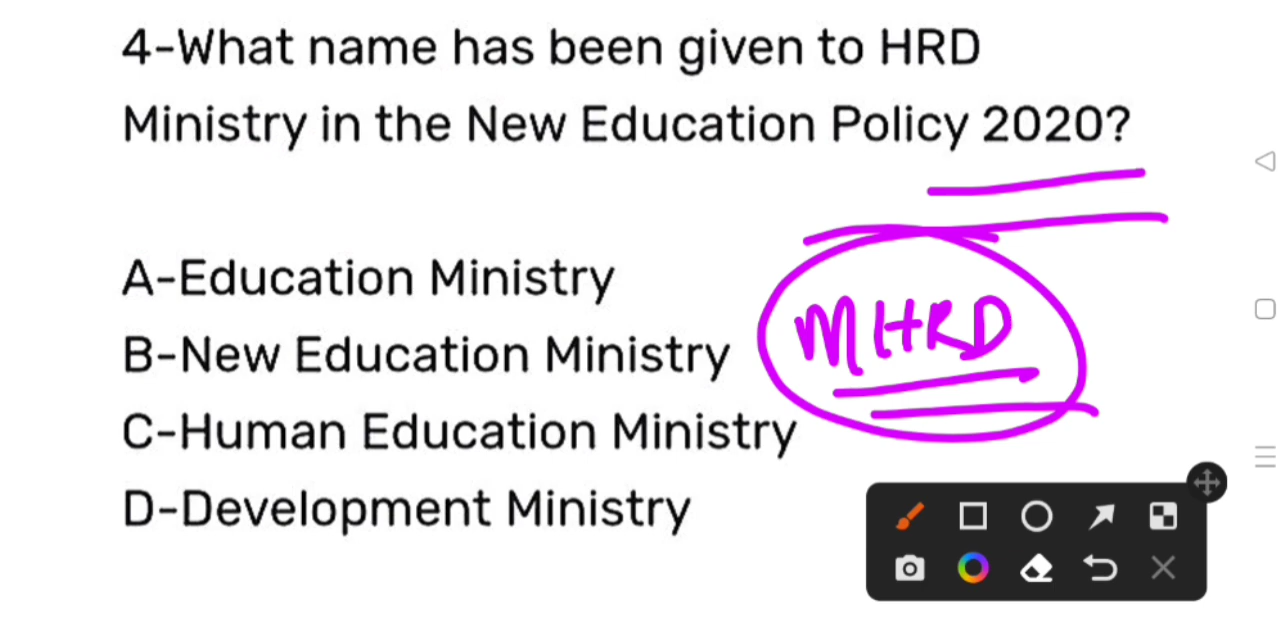 4-What name has been given to HRD
Ministry in the New Education Policy 2020?
A-Education Ministry
B-New Education Ministry
MHRD
C-Human Education Ministry
D-Development Ministry